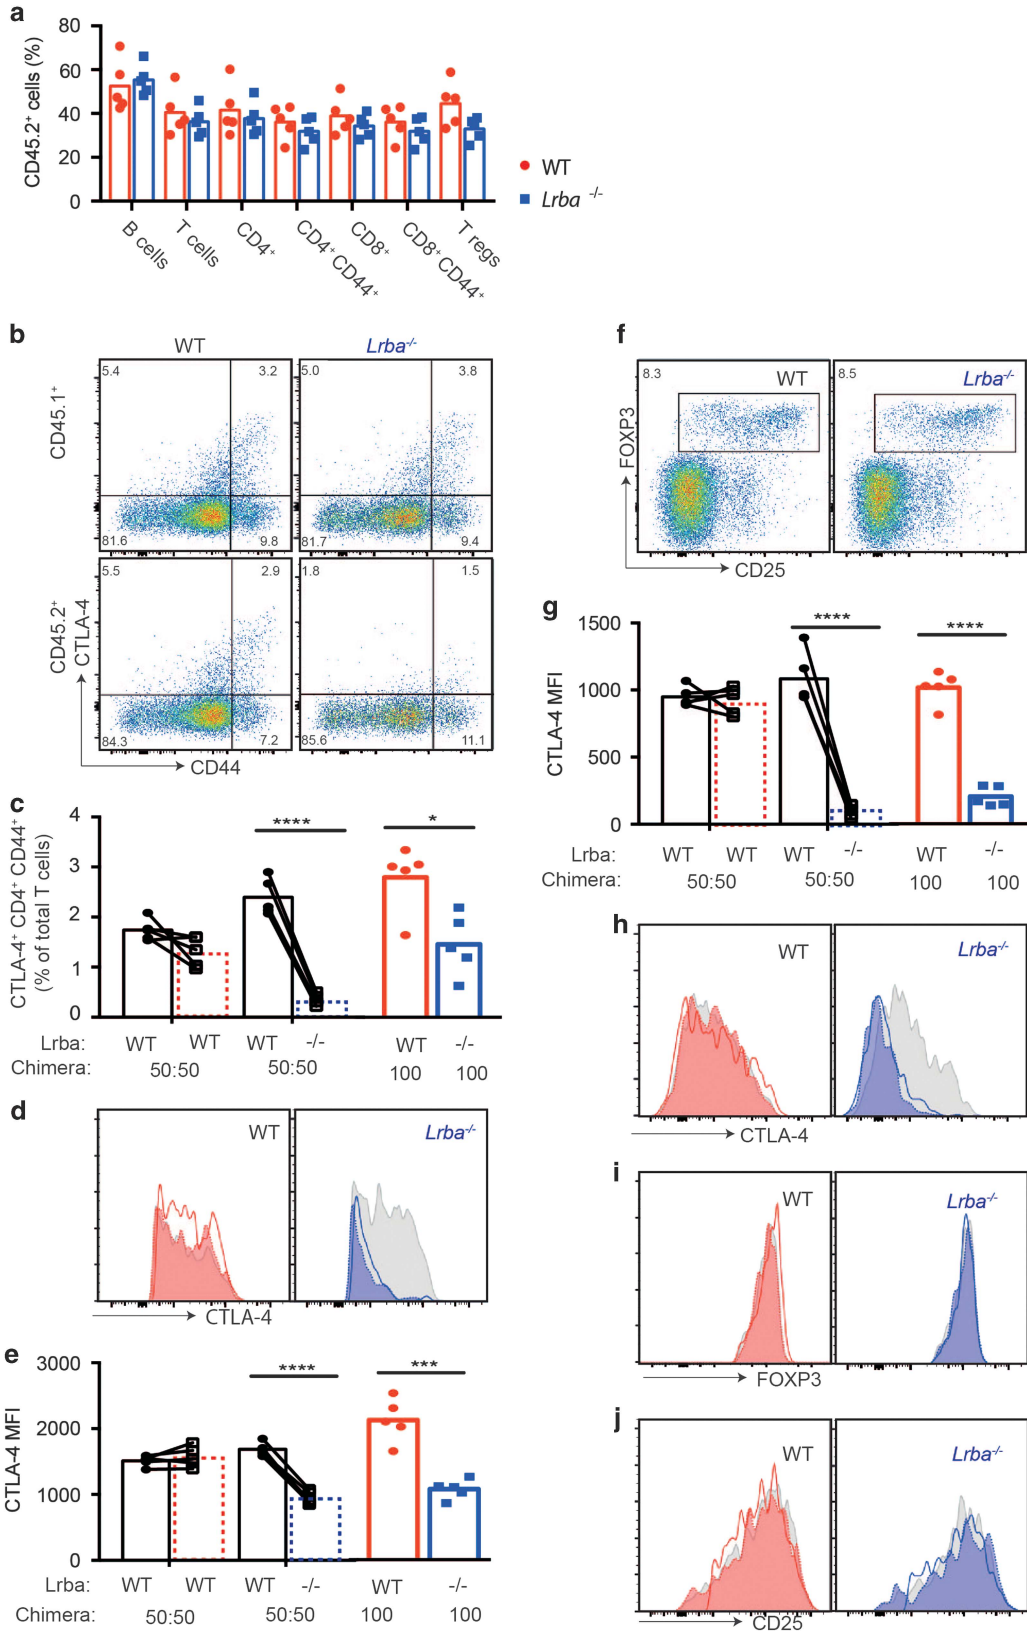 a
CD45.2⁺ cells (%)
80
60
40
20
0
B cells
T cells
CD4⁺
CD4⁺ CD44⁺
CD8⁺
CD8⁺ CD44⁺
T regs
WT
Lrba -/-
b
WT
Lrba-/-
CD45.1⁺
5.4
3.2
5.0
3.8
81.6
9.8
81.7
9.4
CD45.2⁺
CTLA-4
5.5
2.9
1.8
1.5
84.3
7.2
85.6
11.1
CD44
c
CTLA-4⁺ CD4⁺ CD44⁺
(% of total T cells)
4
3
2
1
0
****
*
Lrba: WT WT WT -/- WT -/-
Chimera: 50:50 50:50 100 100
d
WT
Lrba-/-
CTLA-4
e
CTLA-4 MFI
3000
2000
1000
0
****
***
Lrba: WT WT WT -/- WT -/-
Chimera: 50:50 50:50 100 100
f
8.3
WT
8.5
Lrba-/-
FOXP3
CD25
g
CTLA-4 MFI
1500
1000
500
0
****
****
Lrba: WT WT WT -/- WT -/-
Chimera: 50:50 50:50 100 100
h
WT
Lrba-/-
CTLA-4
i
WT
Lrba-/-
FOXP3
j
WT
Lrba-/-
CD25